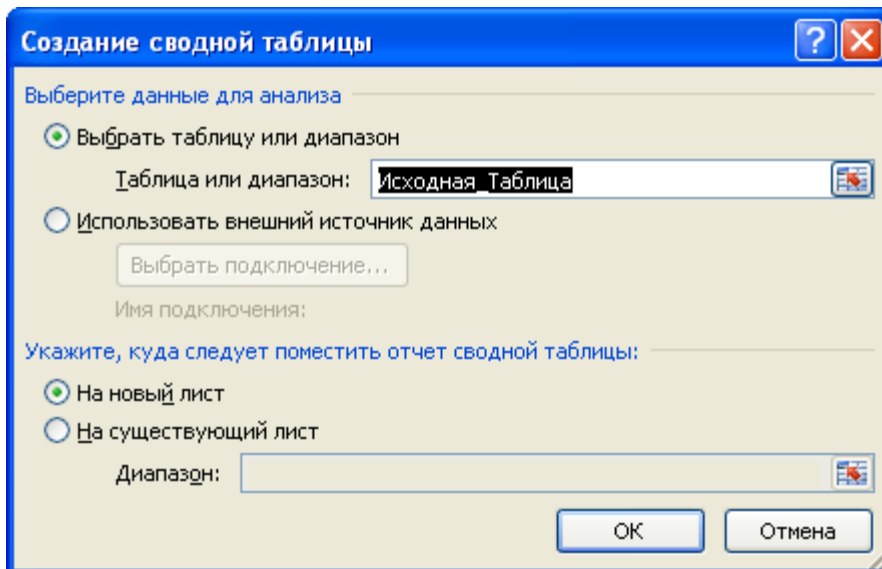 Создание сводной таблицы
?
Выберите данные для анализа
Выбрать таблицу или диапазон
Таблица или диапазон: Исходная_Таблица
Использовать внешний источник данных
Выбрать подключение...
Имя подключения:
Укажите, куда следует поместить отчет сводной таблицы:
На новый лист
На существующий лист
Диапазон:
ОК Отмена